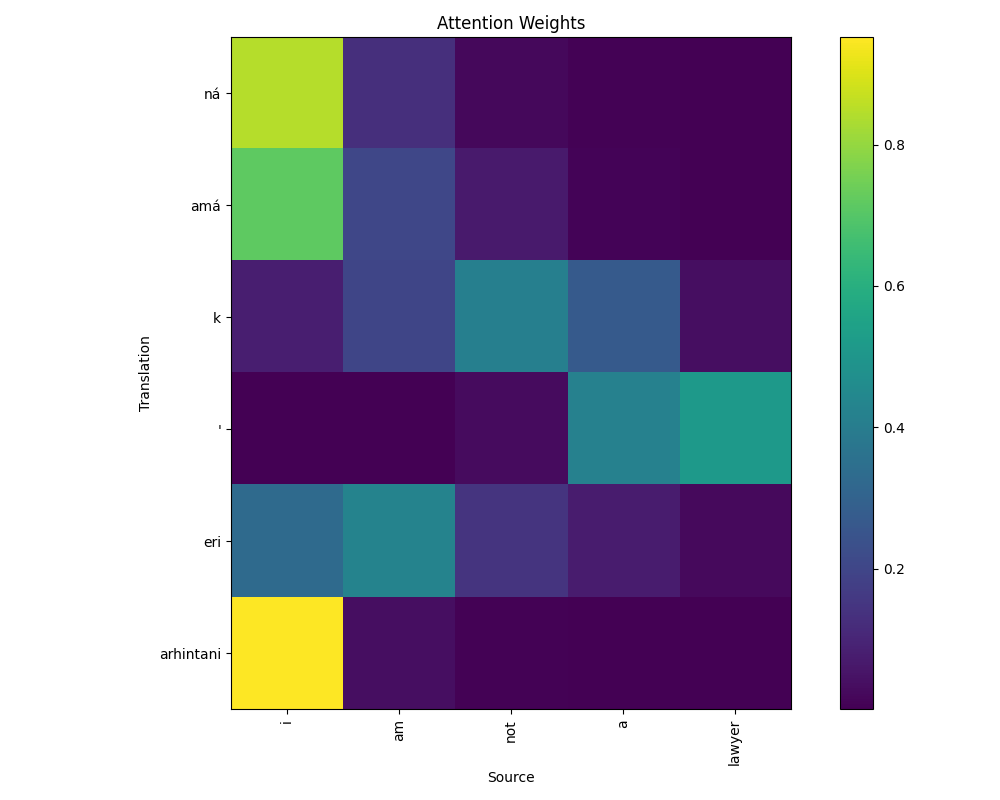 Attention Weights
ná
amá
k
'
eri
arhintani
Translation
i
am
not
a
lawyer
Source
0.8
0.6
0.4
0.2